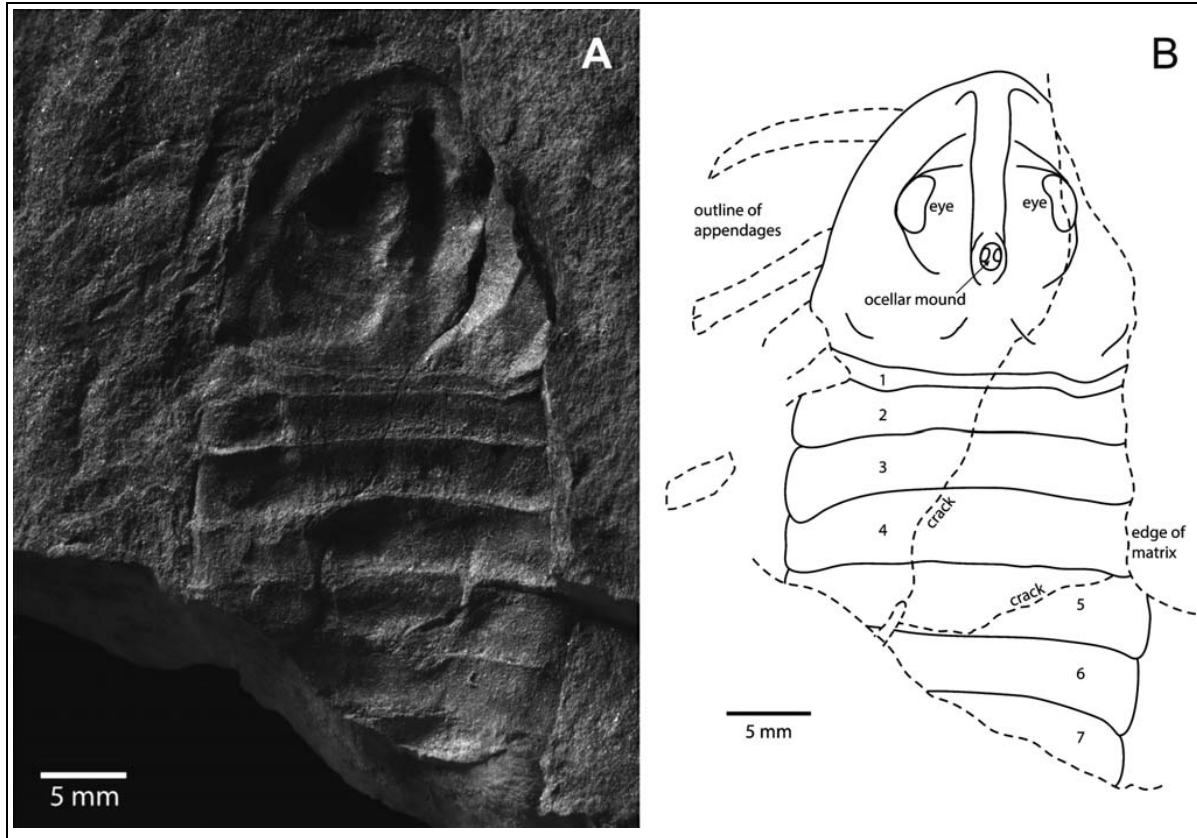 A
5 mm
B
outline of
appendages
eye
eye
ocellar mound
1
2
3
crack
4
edge of
matrix
crack
5
6
7
5 mm